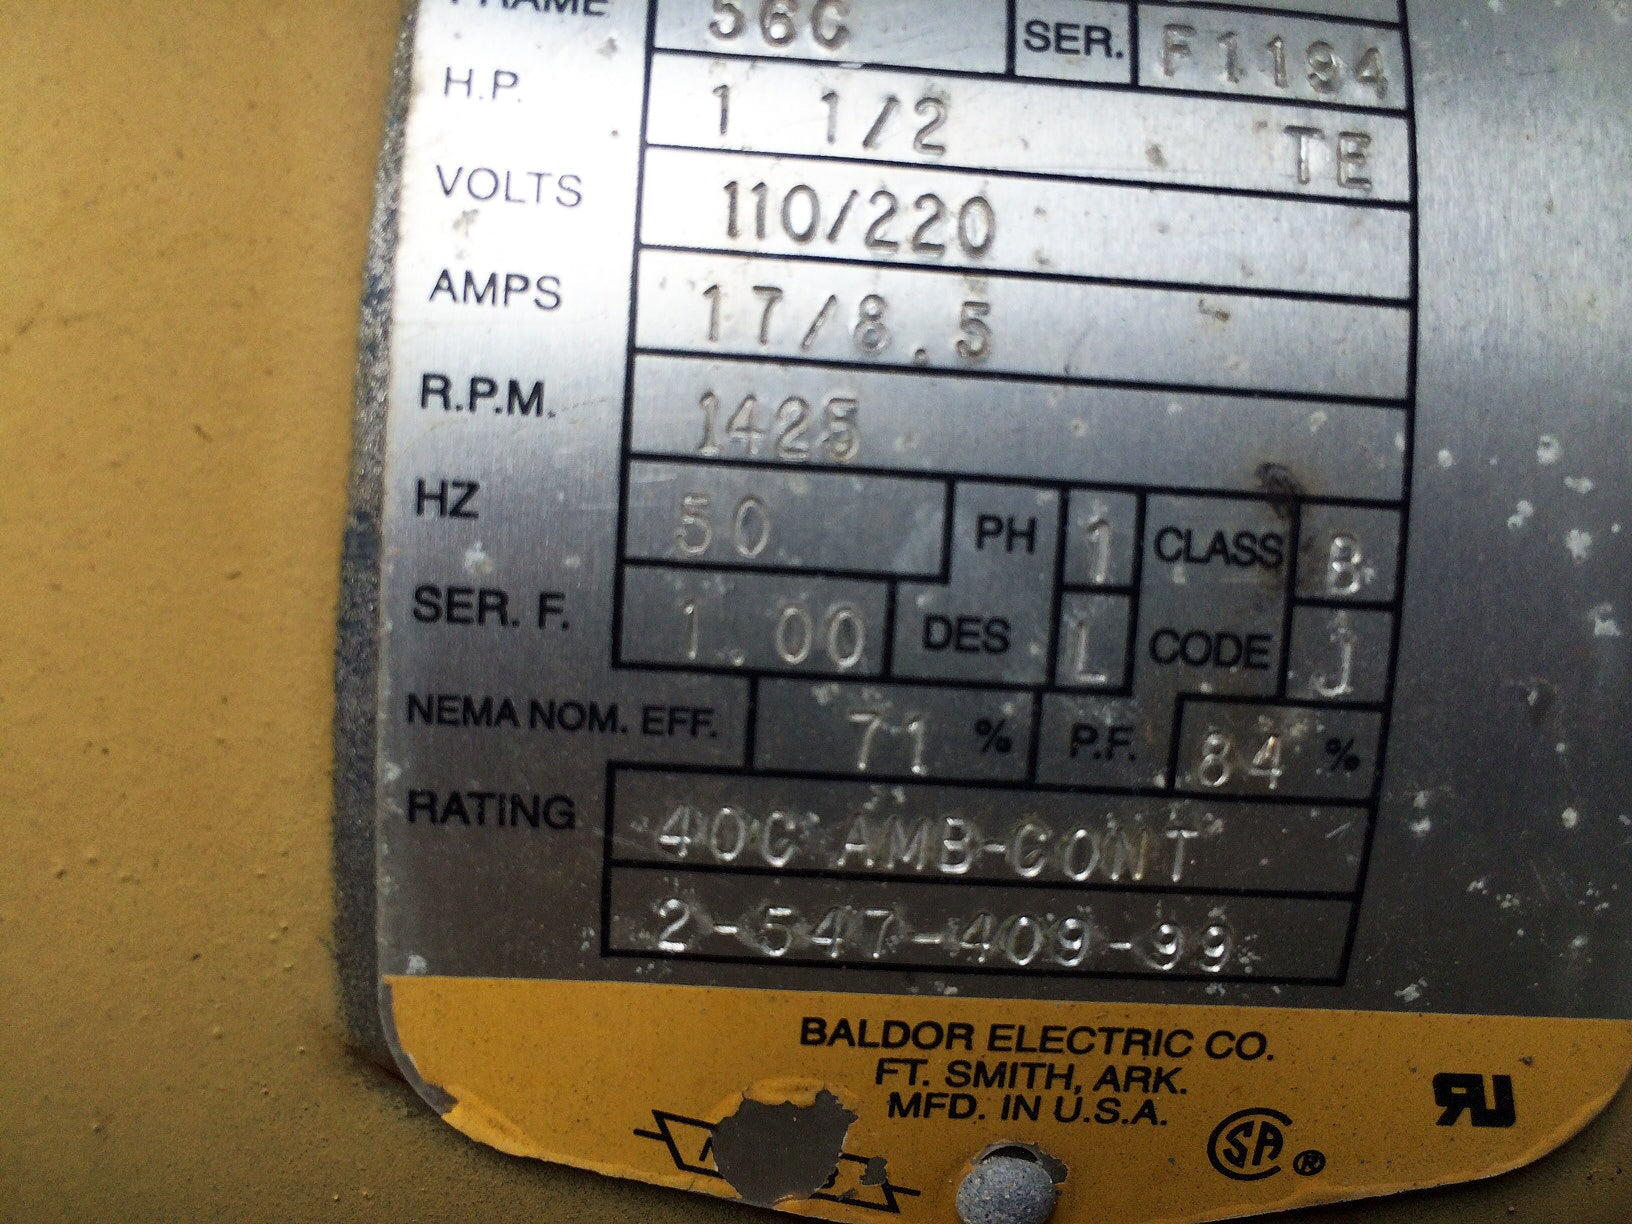 FRAME 56C SER. F1194
H.P. 1 1/2 TE
VOLTS 110/220
AMPS 17/8.5
R.P.M. 1425
HZ 50 PH 1 CLASS B
SER. F. 1.00 DES L CODE J
NEMA NOM. EFF. 71 % P.F. 84 %
RATING 40C AMB-CONT
2-547-409-99
BALDOR ELECTRIC CO.
FT. SMITH, ARK.
MFD. IN U.S.A.
SA ®
RU